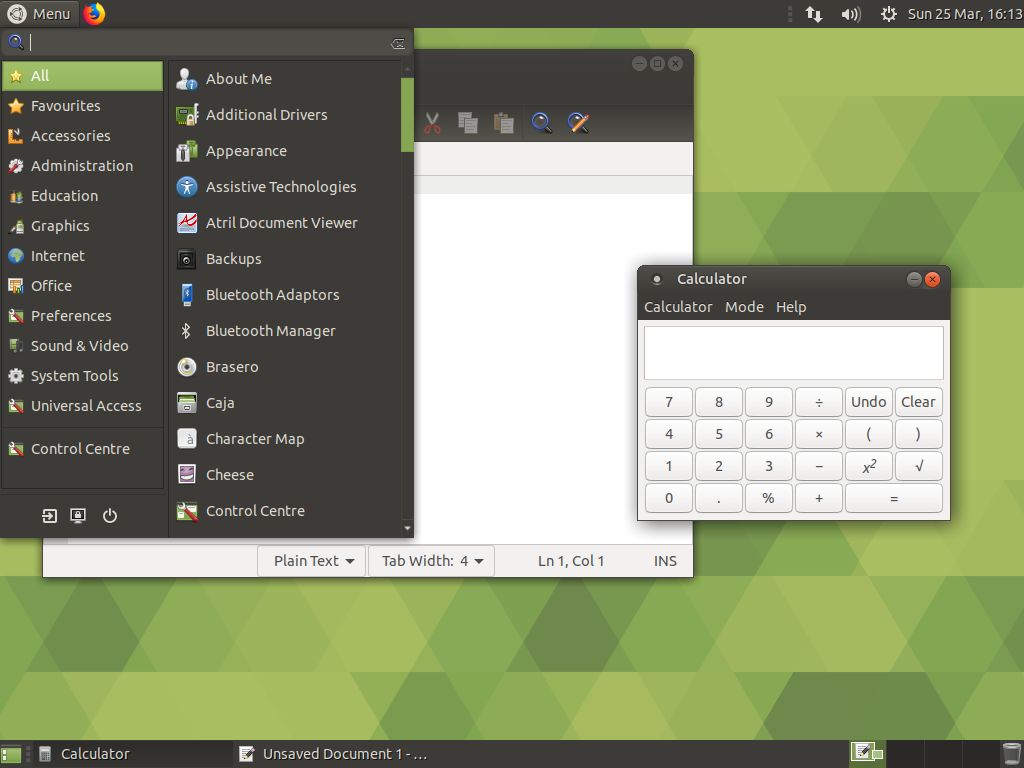 Menu
Sun 25 Mar, 16:13
All
Favourites
Accessories
Administration
Education
Graphics
Internet
Office
Preferences
Sound & Video
System Tools
Universal Access
Control Centre
About Me
Additional Drivers
Appearance
Assistive Technologies
Atril Document Viewer
Backups
Bluetooth Adaptors
Bluetooth Manager
Brasero
Caja
Character Map
Cheese
Control Centre
Calculator
Calculator Mode Help
7 8 9 ÷ Undo Clear
4 5 6 × ( )
1 2 3 − x² √
0 . % + =
Plain Text Tab Width: 4 Ln 1, Col 1 INS
Calculator
Unsaved Document 1 - ...